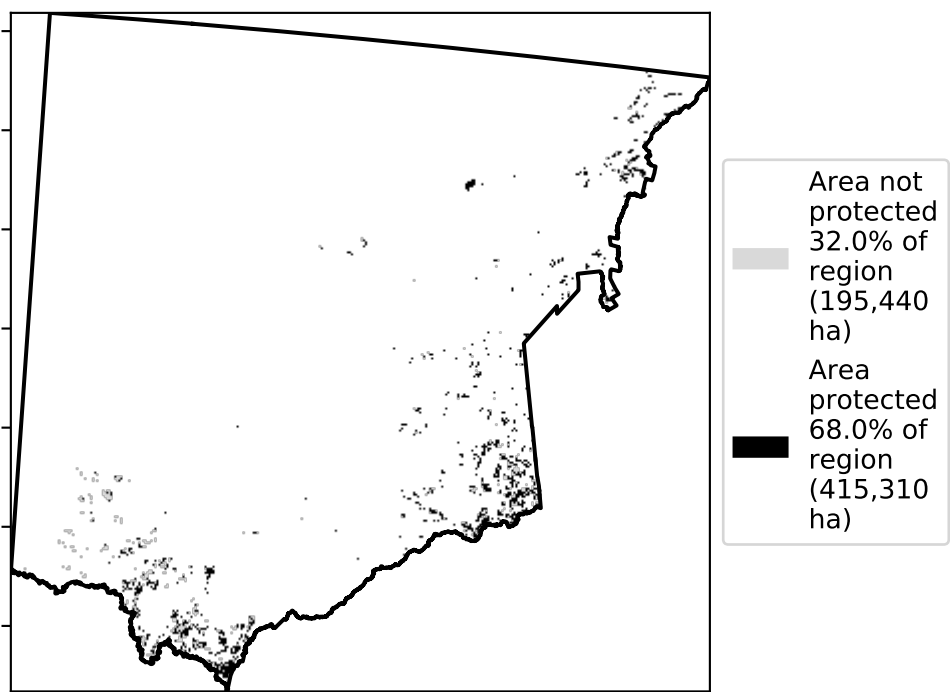 Area not
protected
32.0% of
region
(195,440
ha)
Area
protected
68.0% of
region
(415,310
ha)